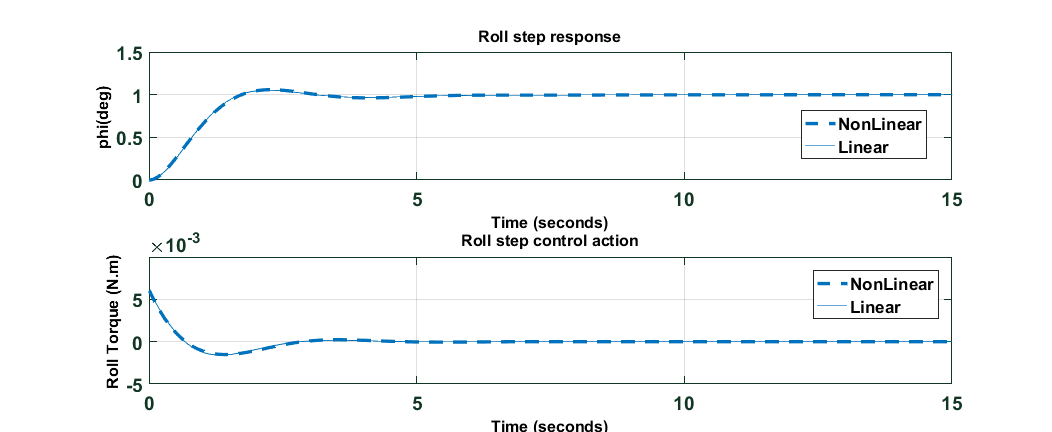 Roll step response
1.5
1
0.5
0
phi(deg)
NonLinear
Linear
0 5 10 15
Time (seconds)
Roll step control action
×10-3
5
0
-5
Roll Torque (N.m)
NonLinear
Linear
0 5 10 15
Time (seconds)